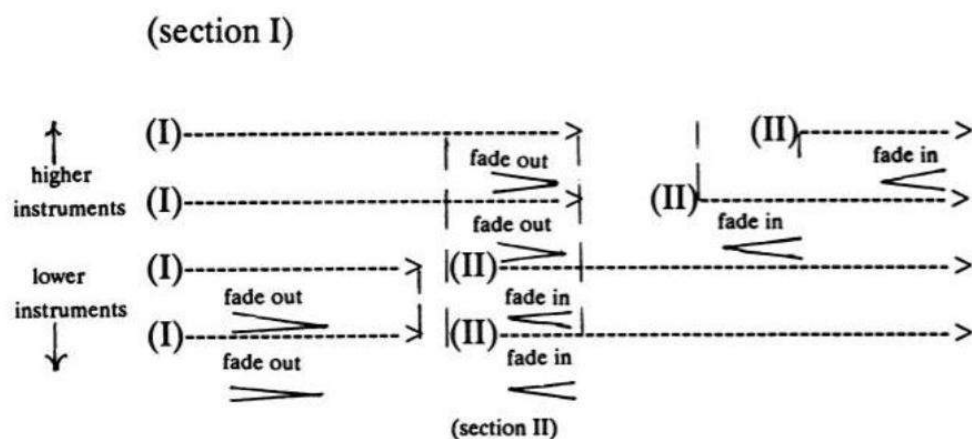 (section I)
(I) (II)
fade out fade in
higher
instruments (I) (II)
fade out fade in
(I) (II)
lower
instruments fade out fade in
(I) (II)
fade out fade in
(section II)